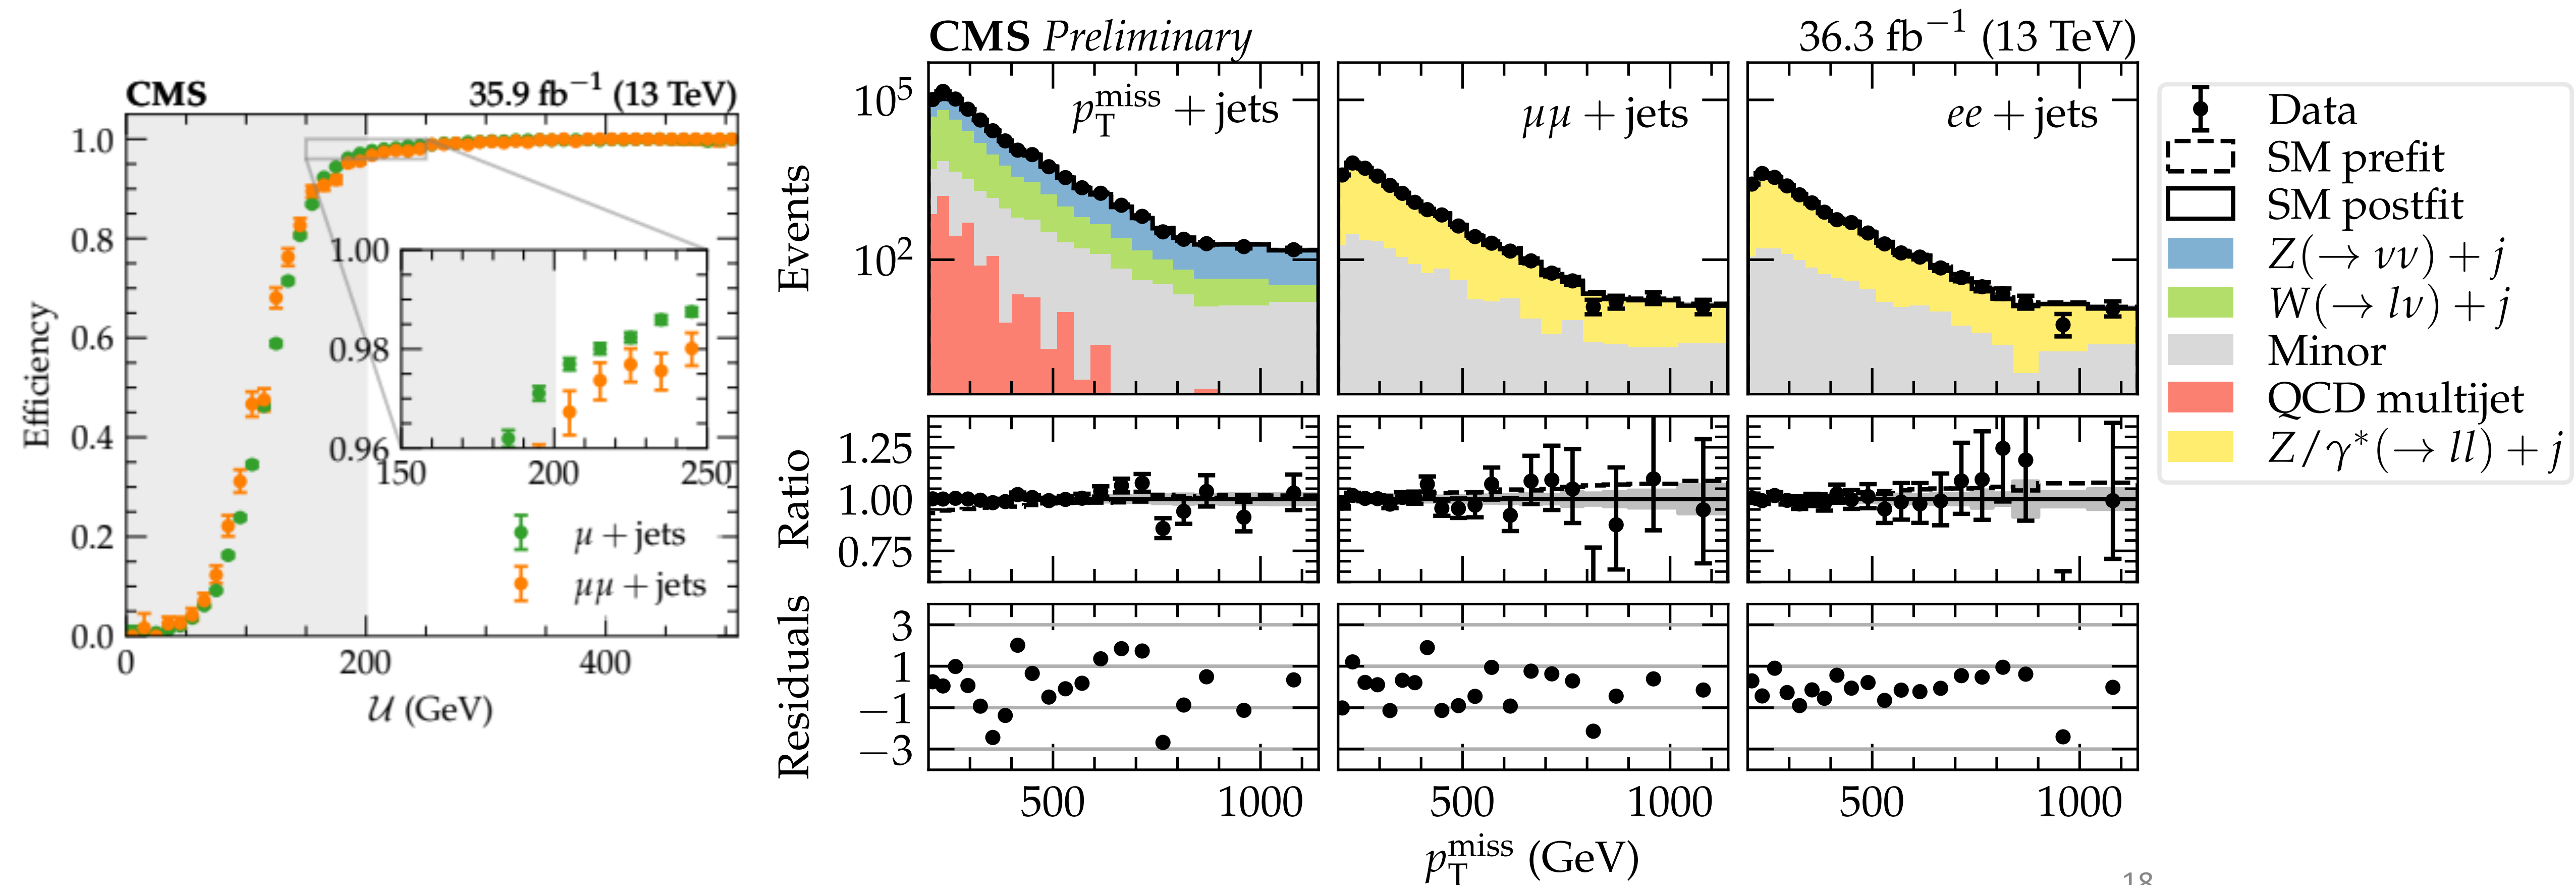 CMS 35.9 fb⁻¹ (13 TeV)
Efficiency
1.0
0.8
0.6
0.4
0.2
0.0
0 200 400
𝒰 (GeV)
1.00
0.98
0.96
150 200 250
μ + jets
μμ + jets
CMS Preliminary 36.3 fb⁻¹ (13 TeV)
Events
10⁵
10²
p_T^miss + jets
μμ + jets
ee + jets
Ratio
1.25
1.00
0.75
Residuals
3
1
−1
−3
500 1000 500 1000 500 1000
p_T^miss (GeV)
Data
SM prefit
SM postfit
Z(→ νν) + j
W(→ lν) + j
Minor
QCD multijet
Z/γ*(→ ll) + j
18